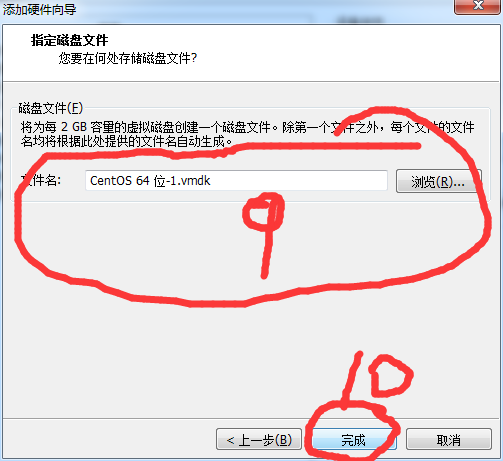 添加硬件向导
指定磁盘文件
您要在何处存储磁盘文件?
磁盘文件(F)
将为每 2 GB 容量的虚拟磁盘创建一个磁盘文件。除第一个文件之外，每个文件的文件
名均将根据此处提供的文件名自动生成。
文件名: CentOS 64 位-1.vmdk 浏览(R)...
9
10
< 上一步(B) 完成 取消